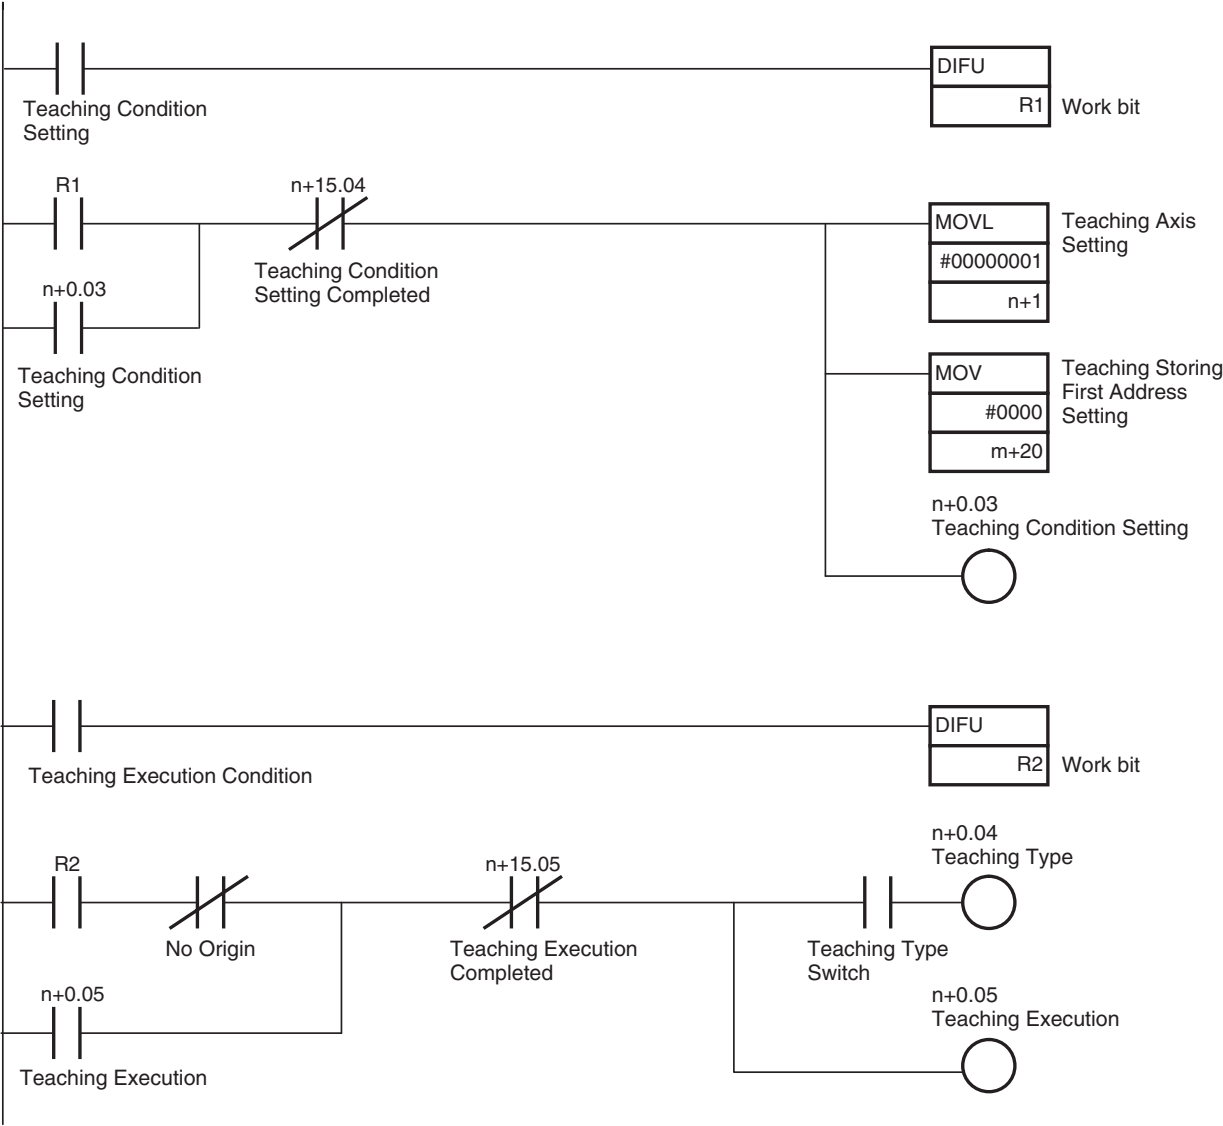 DIFU
R1
Work bit
Teaching Condition
Setting
R1
n+15.04
Teaching Condition
Setting Completed
n+0.03
Teaching Condition
Setting
MOVL
#00000001
n+1
Teaching Axis
Setting
MOV
#0000
m+20
Teaching Storing
First Address
Setting
n+0.03
Teaching Condition Setting
Teaching Execution Condition
DIFU
R2
Work bit
n+0.04
Teaching Type
R2
No Origin
n+15.05
Teaching Execution
Completed
Teaching Type
Switch
n+0.05
Teaching Execution
n+0.05
Teaching Execution